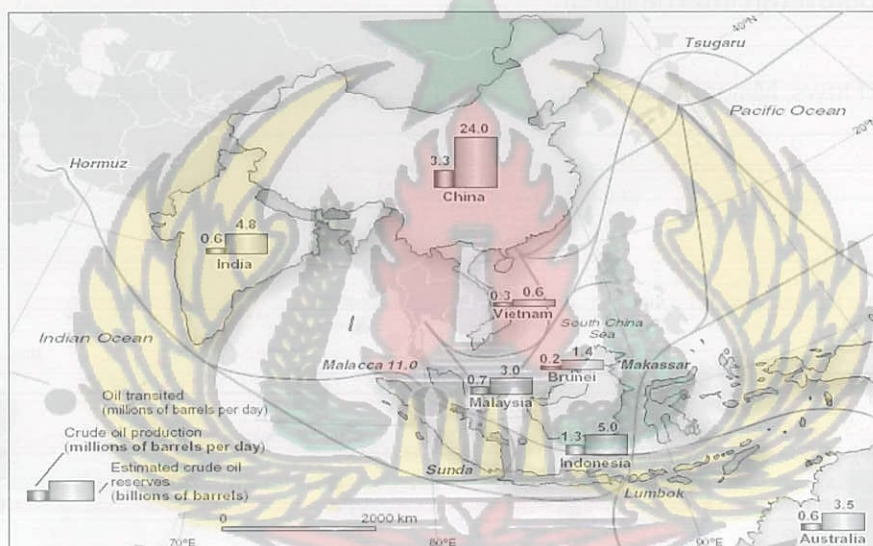 40°N
Tsugaru
Pacific Ocean
20°N
Hormuz
24.0
3.3
China
4.8
0.6
India
0.6
0.3
Vietnam
South China
Sea
Indian Ocean
Malacca 11.0
1.4
0.2
Brunei
Makassar
3.0
0.7
Malaysia
Oil transited
(millions of barrels per day)
Crude oil production
(millions of barrels per day)
Estimated crude oil
reserves
(billions of barrels)
5.0
1.3
Indonesia
Sunda
Lumbok
3.5
0.6
Australia
0
2000 km
70°E
80°E
90°E